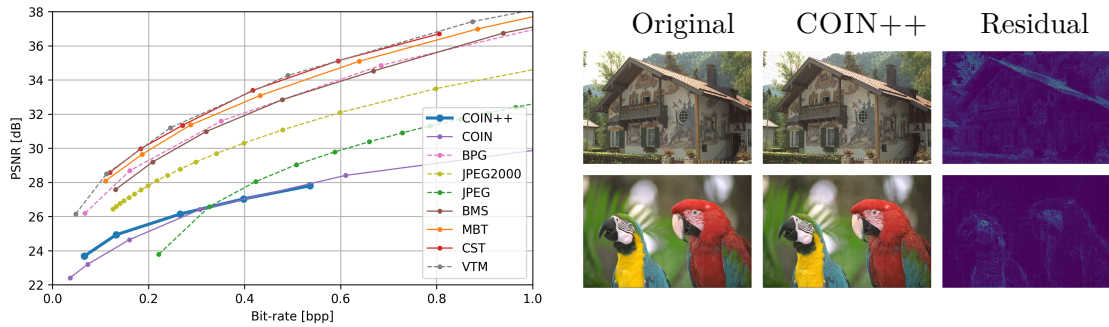 38
36
34
32
30
28
26
24
22
PSNR [dB]
0.0 0.2 0.4 0.6 0.8 1.0
Bit-rate [bpp]
COIN++
COIN
BPG
JPEG2000
JPEG
BMS
MBT
CST
VTM
Original COIN++ Residual